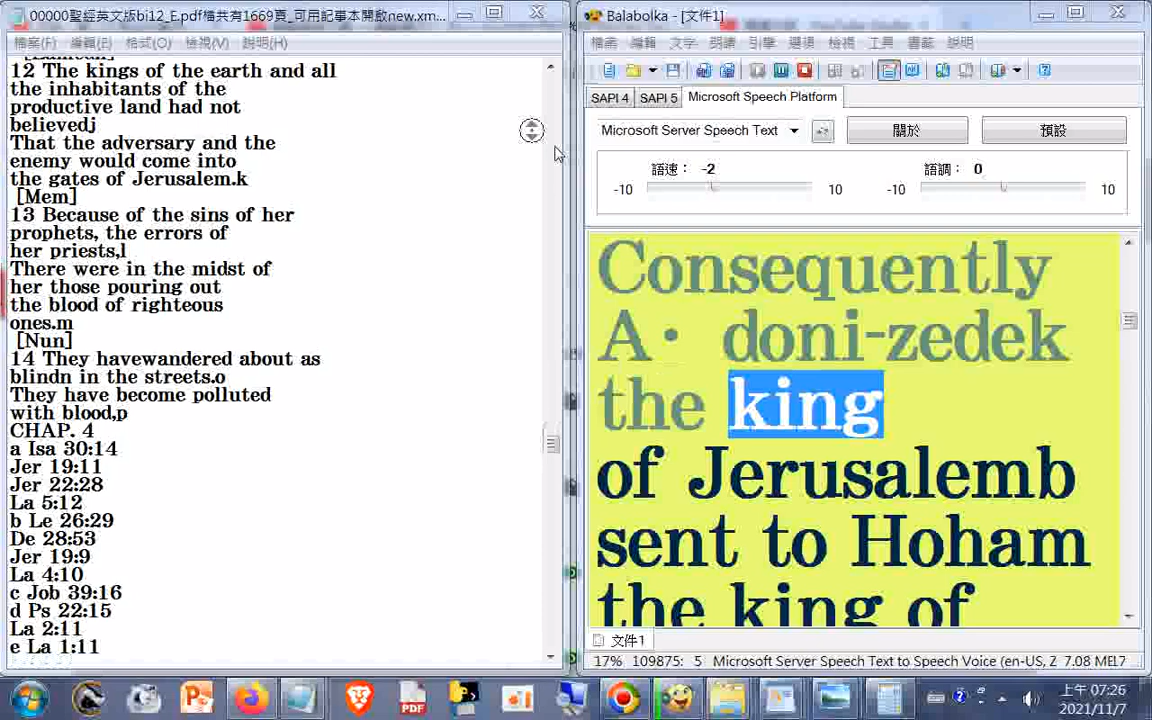 00000聖經英文版bi12_E.pdf檔共有1669頁_可用記事本開啟new.xm...
檔案(F) 編輯(E) 格式(O) 檢視(V) 說明(H)
12 The kings of the earth and all
the inhabitants of the
productive land had not
believedj
That the adversary and the
enemy would come into
the gates of Jerusalem.k
[Mem]
13 Because of the sins of her
prophets, the errors of
her priests,l
There were in the midst of
her those pouring out
the blood of righteous
ones.m
[Nun]
14 They havewandered about as
blindn in the streets.o
They have become polluted
with blood,p
CHAP. 4
a Isa 30:14
Jer 19:11
Jer 22:28
La 5:12
b Le 26:29
De 28:53
Jer 19:9
La 4:10
c Job 39:16
d Ps 22:15
La 2:11
e La 1:11
Balabolka - [文件1]
檔案 編輯 文字 朗讀 引擎 選項 檢視 工具 書籤 說明
SAPI 4 SAPI 5 Microsoft Speech Platform
Microsoft Server Speech Text 關於 預設
語速： -2 語調： 0
-10 10 -10 10
Consequently
A· doni-zedek
the king
of Jerusalemb
sent to Hoham
the king of
文件1
17% 109875: 5 Microsoft Server Speech Text to Speech Voice (en-US, Z 7.08 MEL7
PDF
上午 07:26
2021/11/7